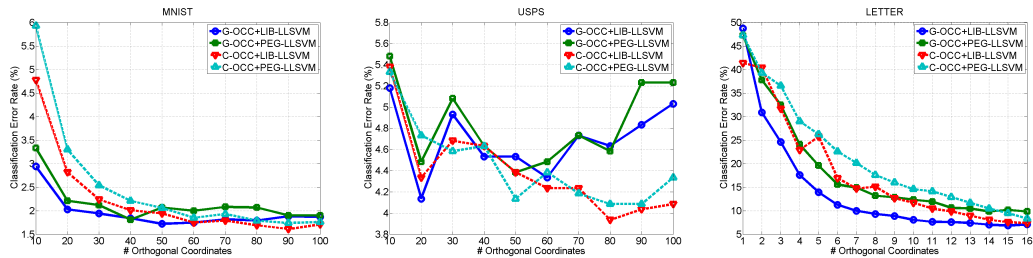 MNIST
Classification Error Rate (%)
6
5.5
5
4.5
4
3.5
3
2.5
2
1.5
10 20 30 40 50 60 70 80 90 100
# Orthogonal Coordinates
G-OCC+LIB-LLSVM
G-OCC+PEG-LLSVM
C-OCC+LIB-LLSVM
C-OCC+PEG-LLSVM
USPS
Classification Error Rate (%)
5.8
5.6
5.4
5.2
5
4.8
4.6
4.4
4.2
4
3.8
10 20 30 40 50 60 70 80 90 100
# Orthogonal Coordinates
G-OCC+LIB-LLSVM
G-OCC+PEG-LLSVM
C-OCC+LIB-LLSVM
C-OCC+PEG-LLSVM
LETTER
Classification Error Rate (%)
50
45
40
35
30
25
20
15
10
5
1 2 3 4 5 6 7 8 9 10 11 12 13 14 15 16
# Orthogonal Coordinates
G-OCC+LIB-LLSVM
G-OCC+PEG-LLSVM
C-OCC+LIB-LLSVM
C-OCC+PEG-LLSVM